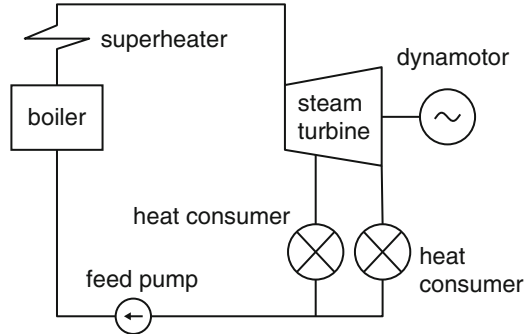 superheater
dynamotor
boiler
steam
turbine
heat consumer
heat
consumer
feed pump